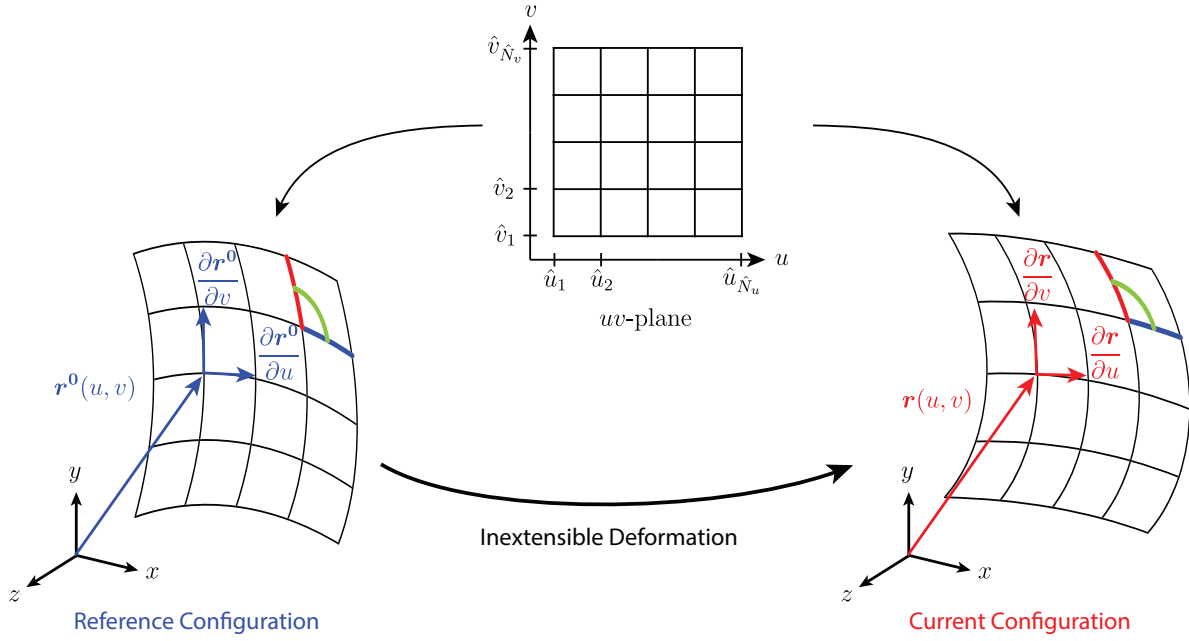 v
v̂_{N̂_v}
v̂_2
v̂_1
u
û_1 û_2 û_{N̂_u}
uv-plane
∂r⁰/∂v
∂r⁰/∂u
r⁰(u, v)
y
x
z
Reference Configuration
Inextensible Deformation
∂r/∂v
∂r/∂u
r(u, v)
y
x
z
Current Configuration